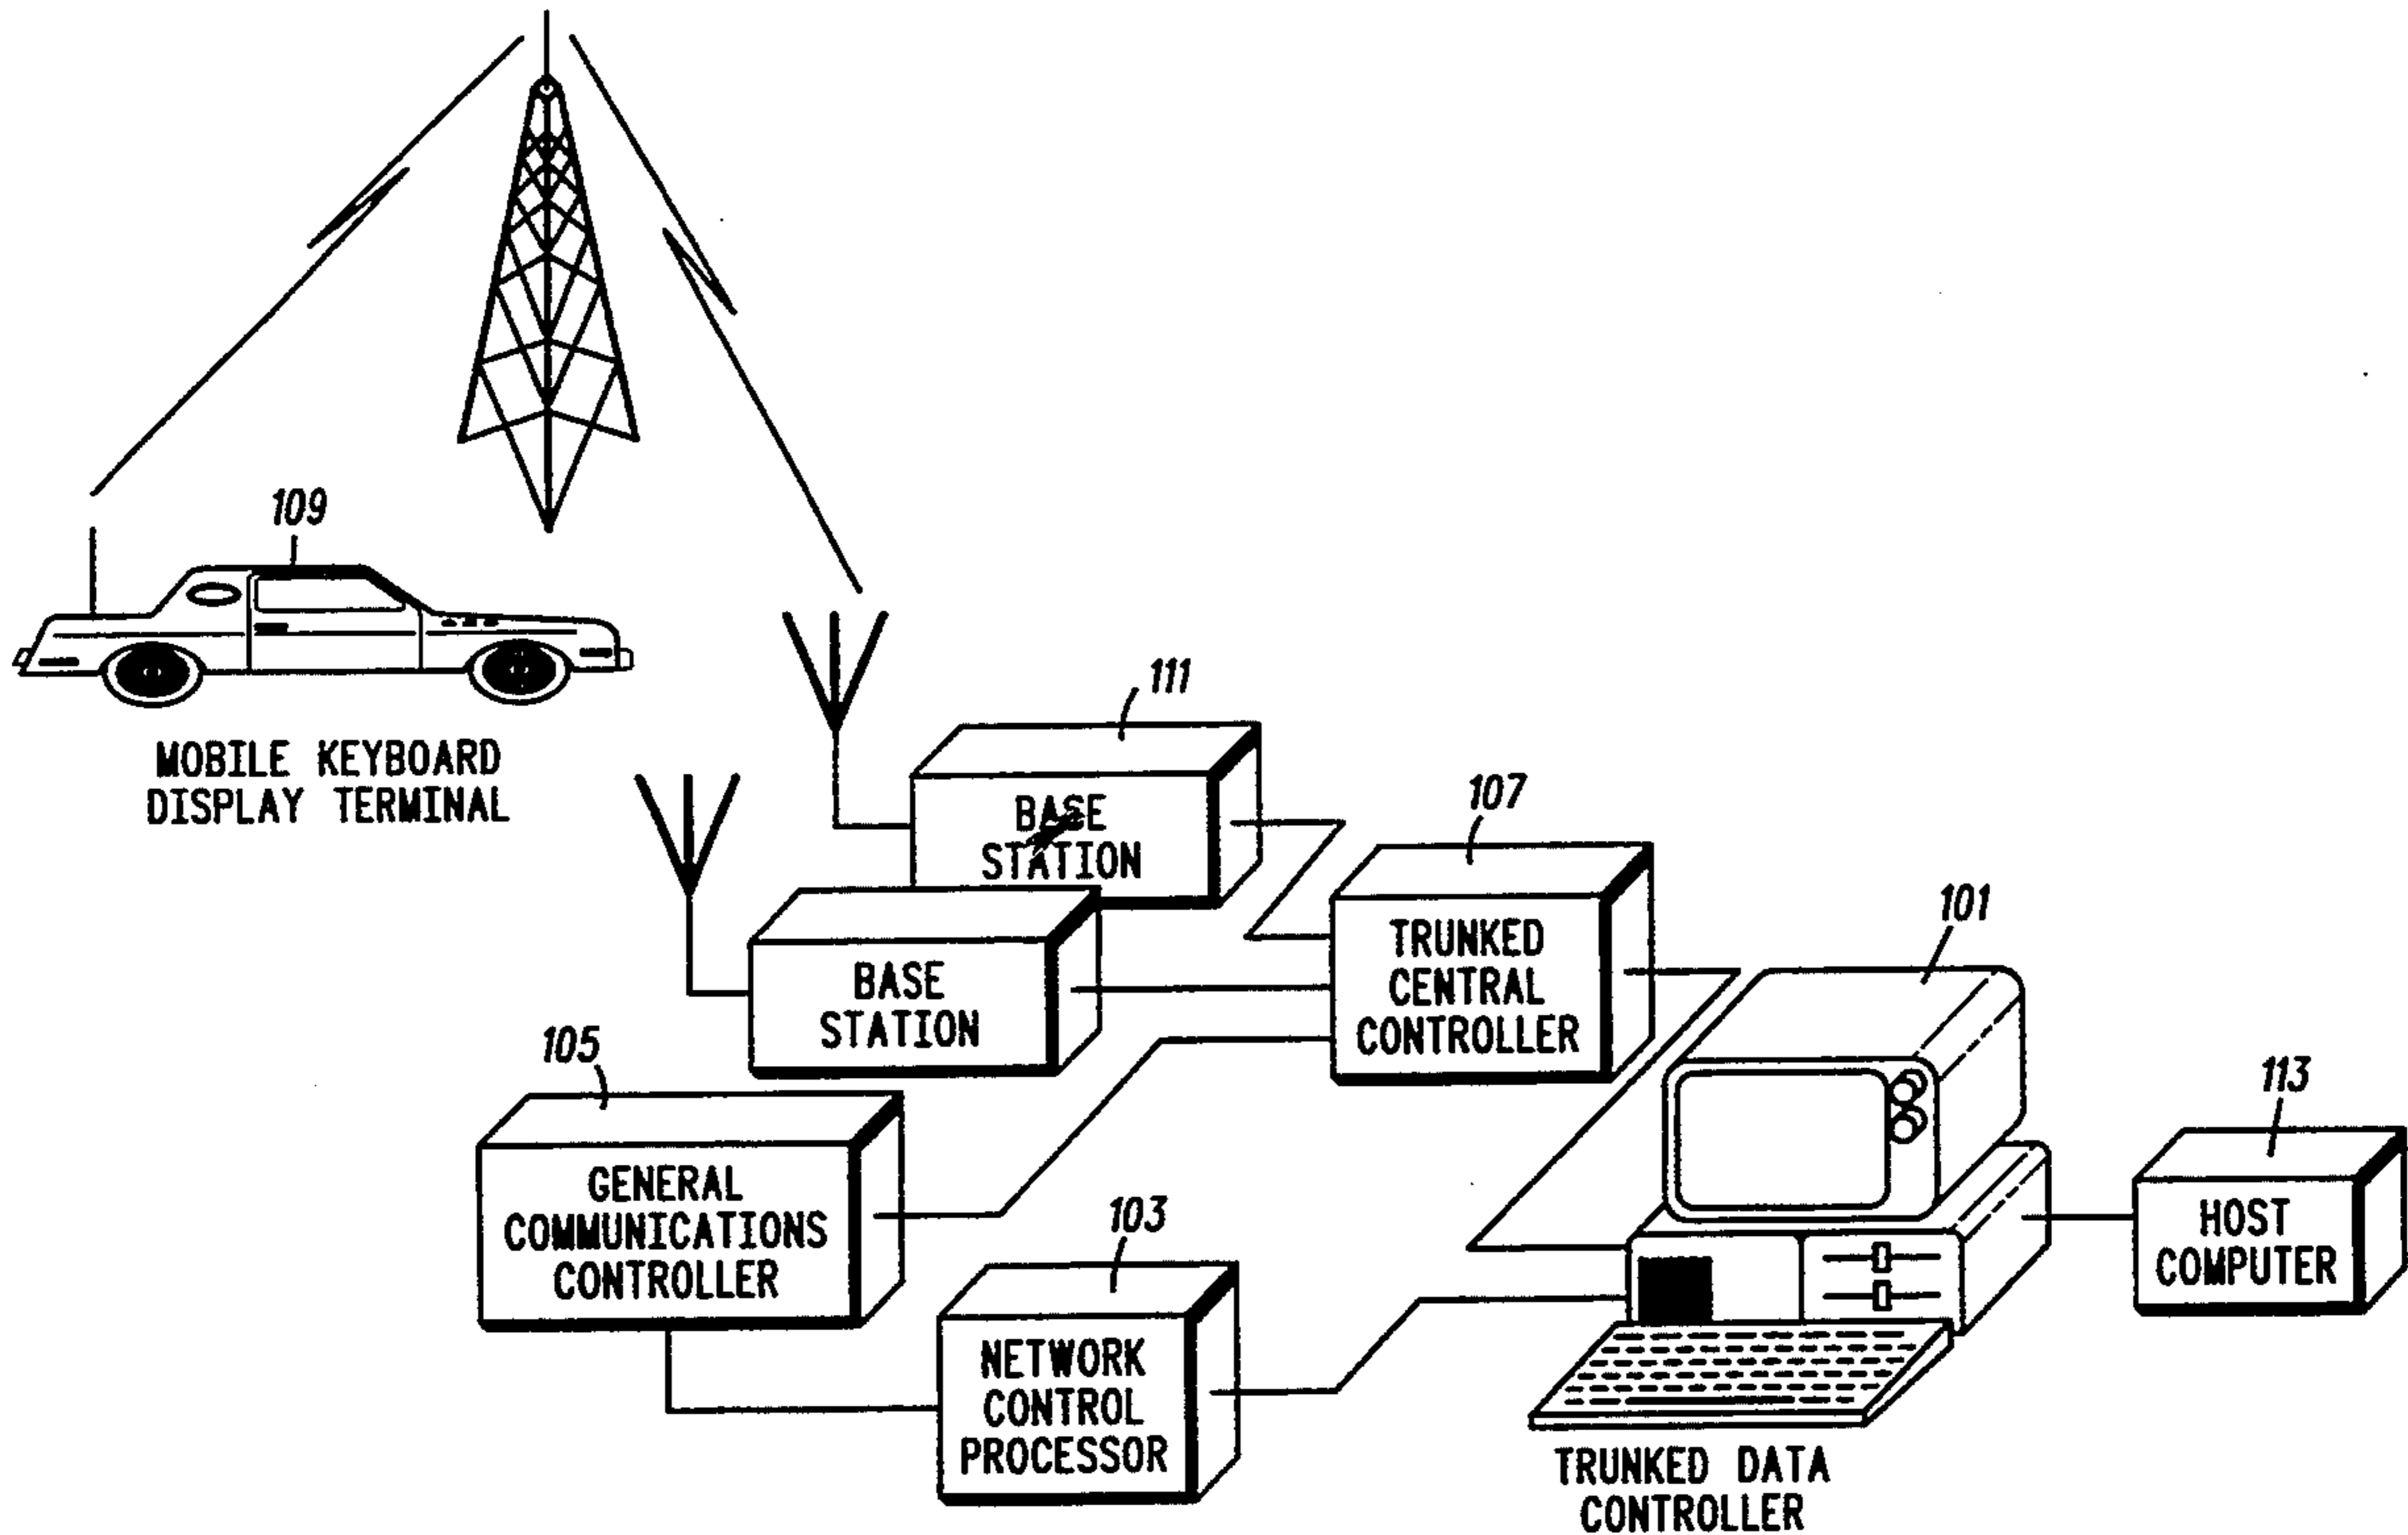 109
MOBILE KEYBOARD
DISPLAY TERMINAL
111
BASE
STATION
107
TRUNKED
CENTRAL
CONTROLLER
BASE
STATION
101
105
GENERAL
COMMUNICATIONS
CONTROLLER
113
HOST
COMPUTER
103
NETWORK
CONTROL
PROCESSOR
TRUNKED DATA
CONTROLLER